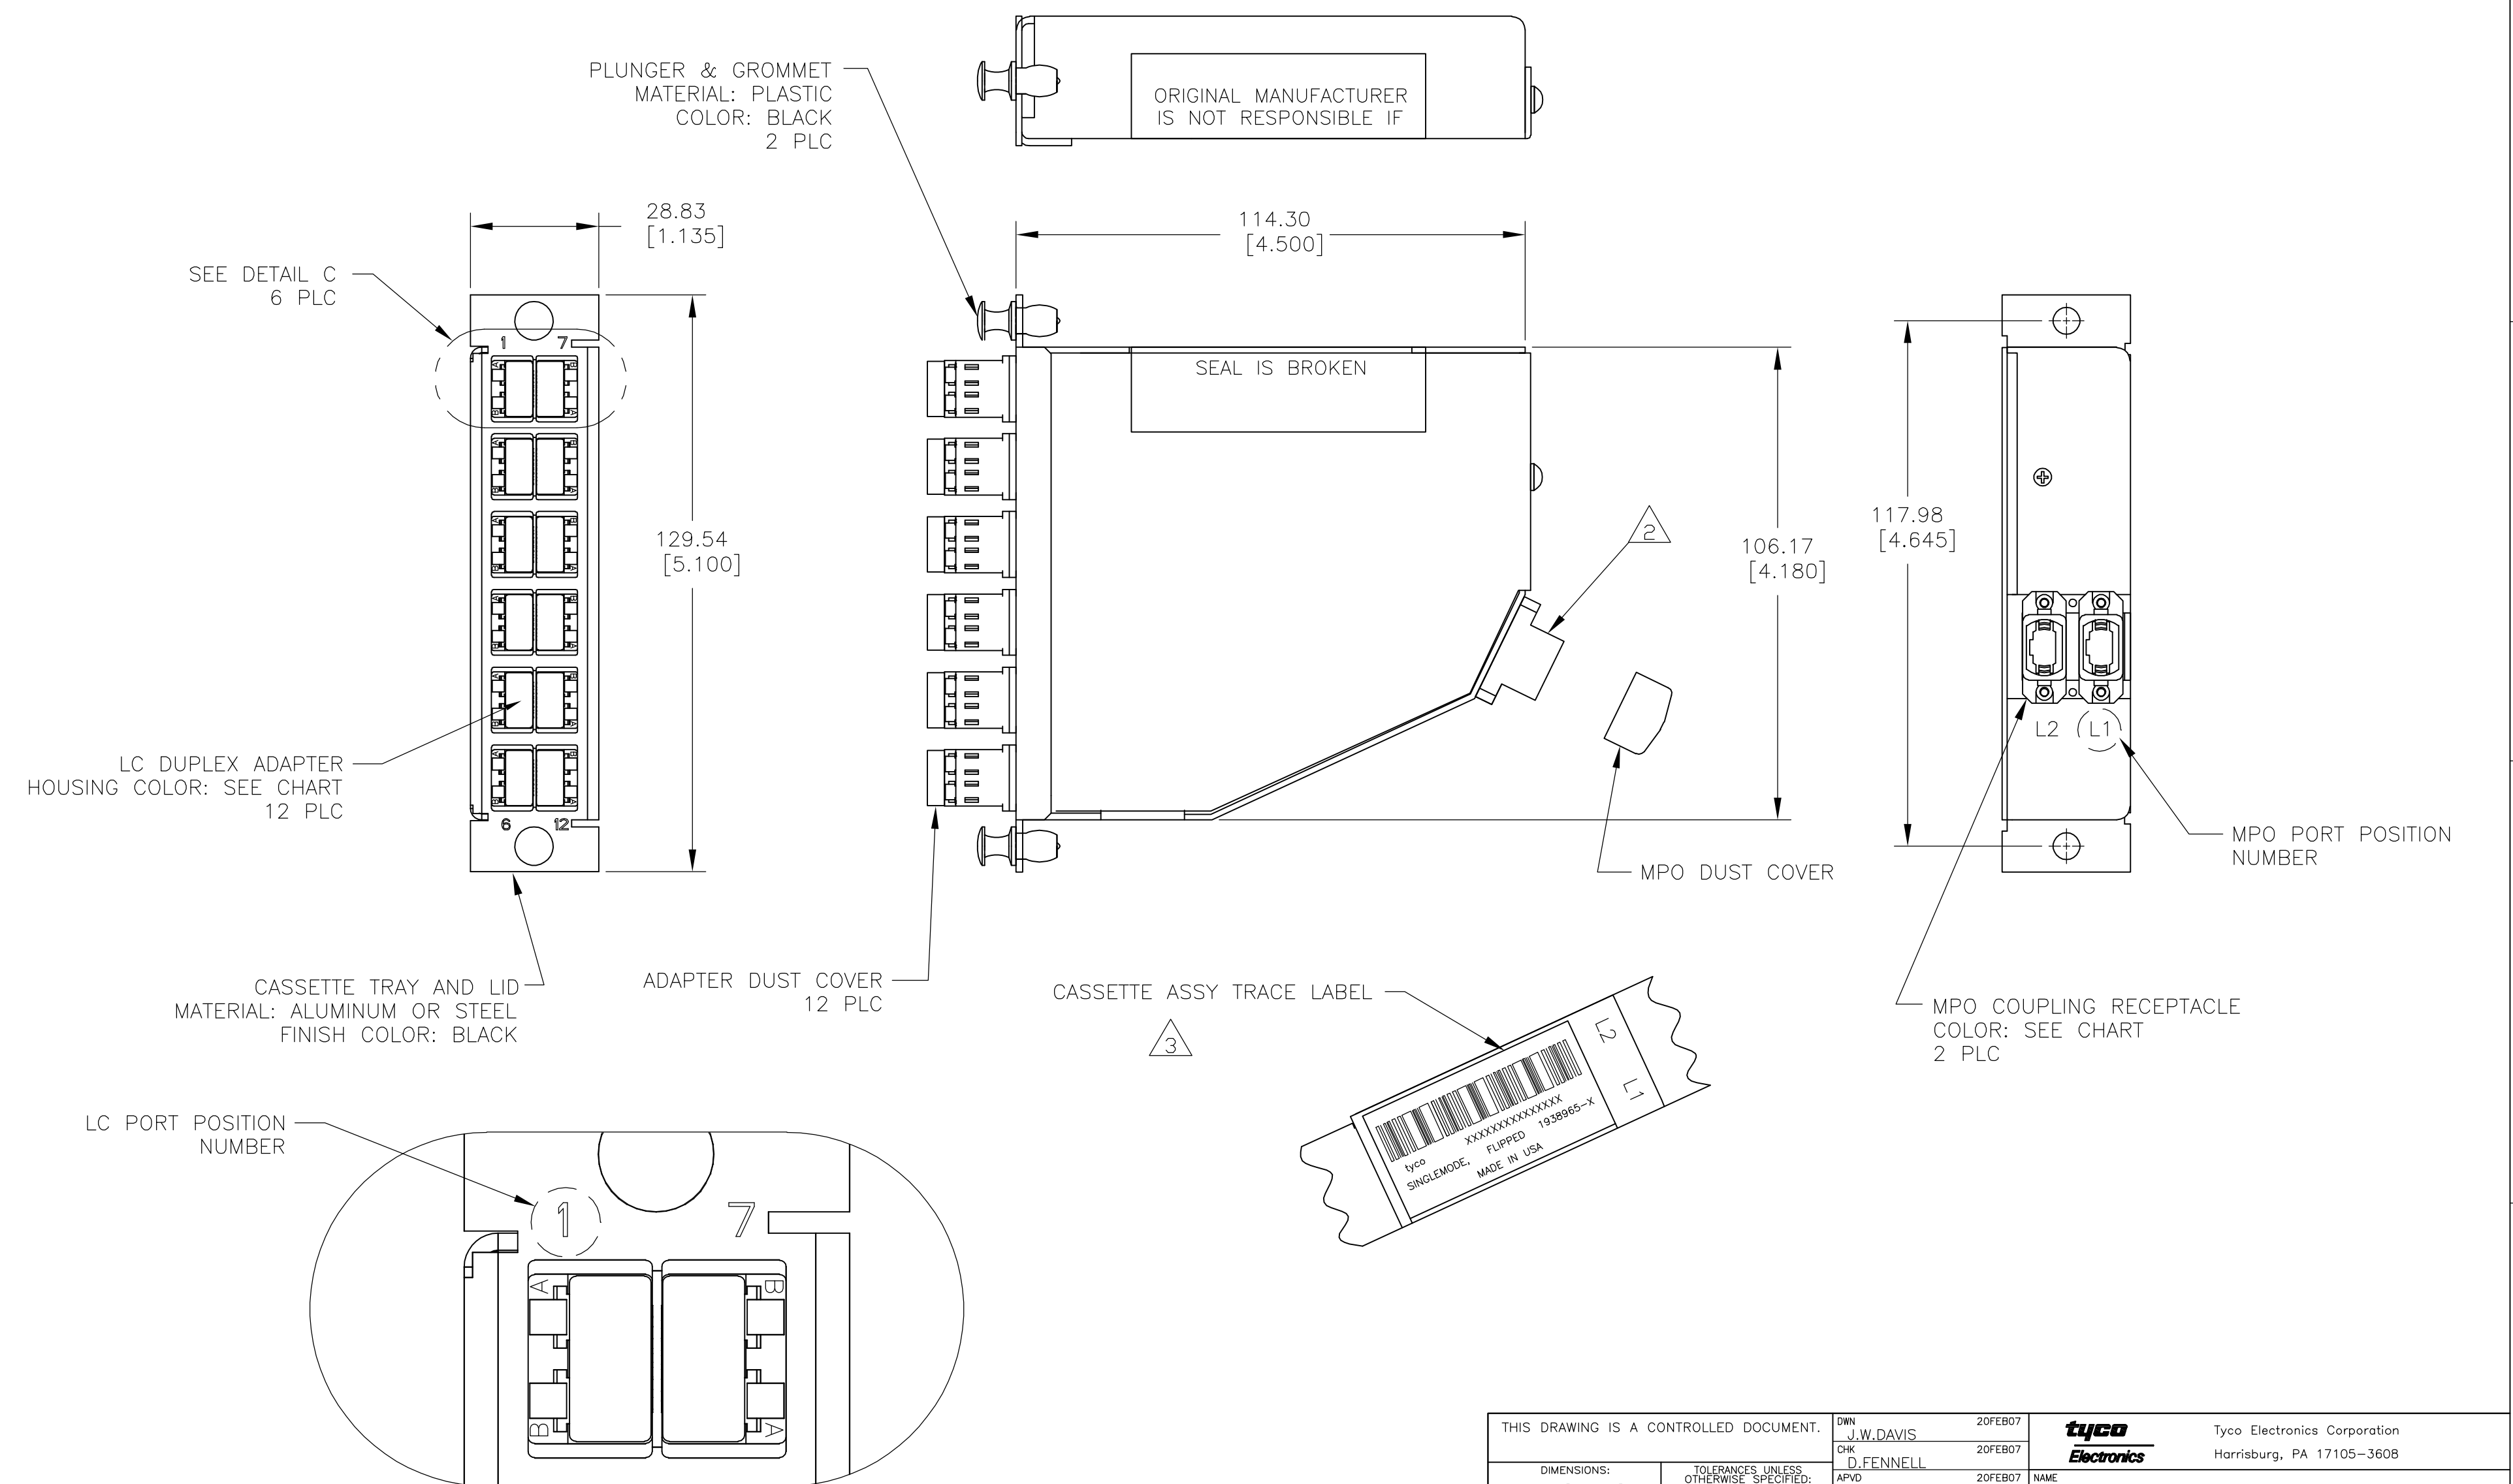 PLUNGER & GROMMET
MATERIAL: PLASTIC
COLOR: BLACK
2 PLC
ORIGINAL MANUFACTURER
IS NOT RESPONSIBLE IF
28.83
[1.135]
114.30
[4.500]
SEE DETAIL C
6 PLC
1 7
SEAL IS BROKEN
129.54
[5.100]
2
106.17
[4.180]
117.98
[4.645]
L2 L1
LC DUPLEX ADAPTER
HOUSING COLOR: SEE CHART
12 PLC
6 12
MPO PORT POSITION
NUMBER
MPO DUST COVER
CASSETTE TRAY AND LID
MATERIAL: ALUMINUM OR STEEL
FINISH COLOR: BLACK
ADAPTER DUST COVER
12 PLC
CASSETTE ASSY TRACE LABEL
3
MPO COUPLING RECEPTACLE
COLOR: SEE CHART
2 PLC
L2
L1
XXXXXXXXXXXXXXX
tyco
SINGLEMODE, FLIPPED 1938965-X
MADE IN USA
LC PORT POSITION
NUMBER
1 7
A B
B A
THIS DRAWING IS A CONTROLLED DOCUMENT.
DWN 20FEB07
J.W.DAVIS
CHK 20FEB07
D.FENNELL
APVD 20FEB07
tyco
Electronics
Tyco Electronics Corporation
Harrisburg, PA 17105-3608
DIMENSIONS:
TOLERANCES UNLESS
OTHERWISE SPECIFIED:
NAME